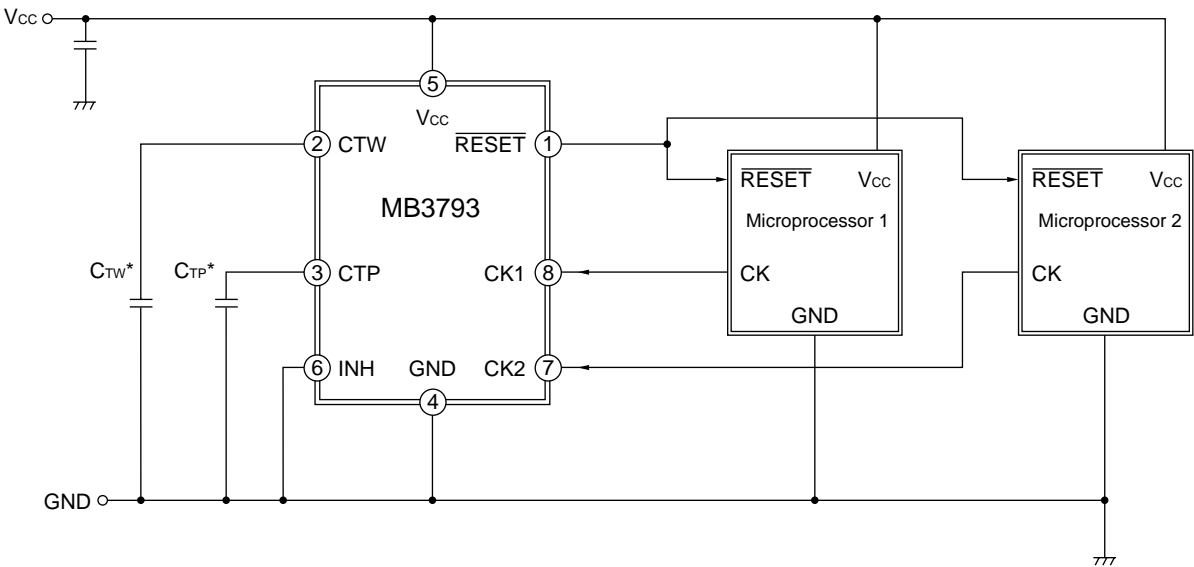 VCC
5
VCC
2 CTW
RESET 1
RESET VCC
RESET VCC
MB3793
Microprocessor 1
Microprocessor 2
CTW*
CTP*
3 CTP
CK1 8
CK
CK
GND
GND
6 INH
GND
CK2 7
4
GND